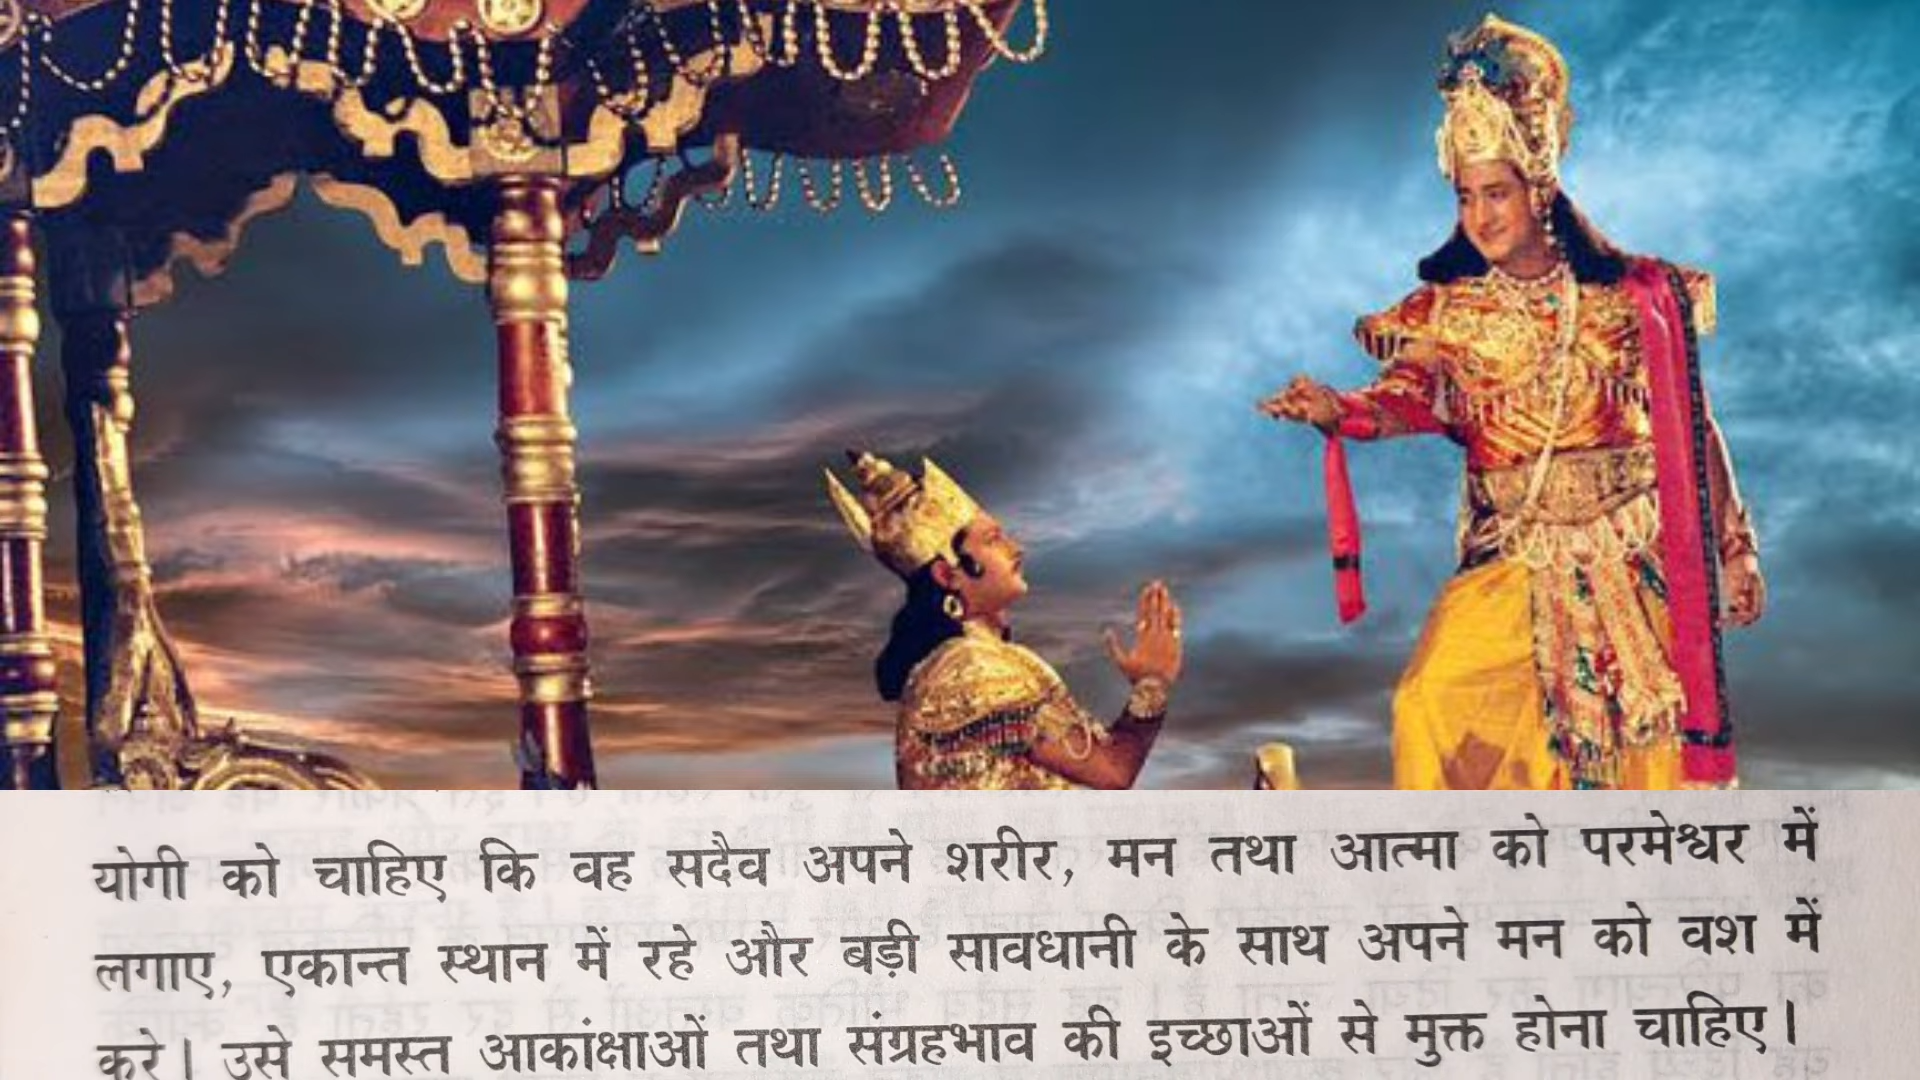 योगी को चाहिए कि वह सदैव अपने शरीर, मन तथा आत्मा को परमेश्वर में
लगाए, एकान्त स्थान में रहे और बड़ी सावधानी के साथ अपने मन को वश में
करे। उसे समस्त आकांक्षाओं तथा संग्रहभाव की इच्छाओं से मुक्त होना चाहिए।